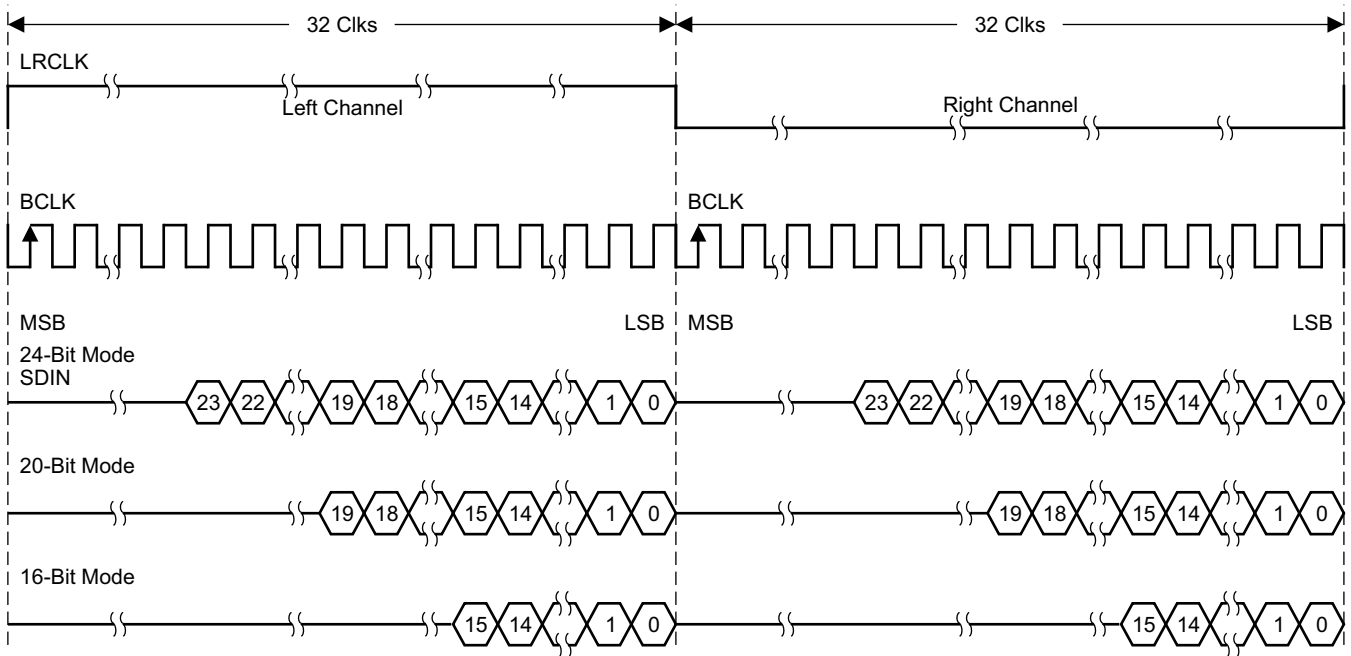 32 Clks 32 Clks
LRCLK
Left Channel Right Channel
BCLK BCLK
MSB LSB MSB LSB
24-Bit Mode
SDIN
23 22 19 18 15 14 1 0 23 22 19 18 15 14 1 0
20-Bit Mode
19 18 15 14 1 0 19 18 15 14 1 0
16-Bit Mode
15 14 1 0 15 14 1 0